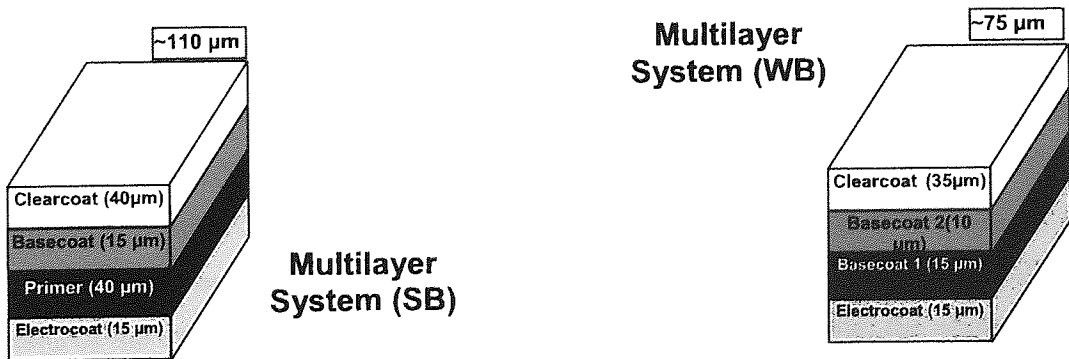 ~110 µm
Clearcoat (40µm)
Basecoat (15 µm)
Primer (40 µm)
Electrocoat (15 µm)
Multilayer
System (SB)
Multilayer
System (WB)
~75 µm
Clearcoat (35µm)
Basecoat 2(10
µm)
Basecoat 1 (15 µm)
Electrocoat (15 µm)